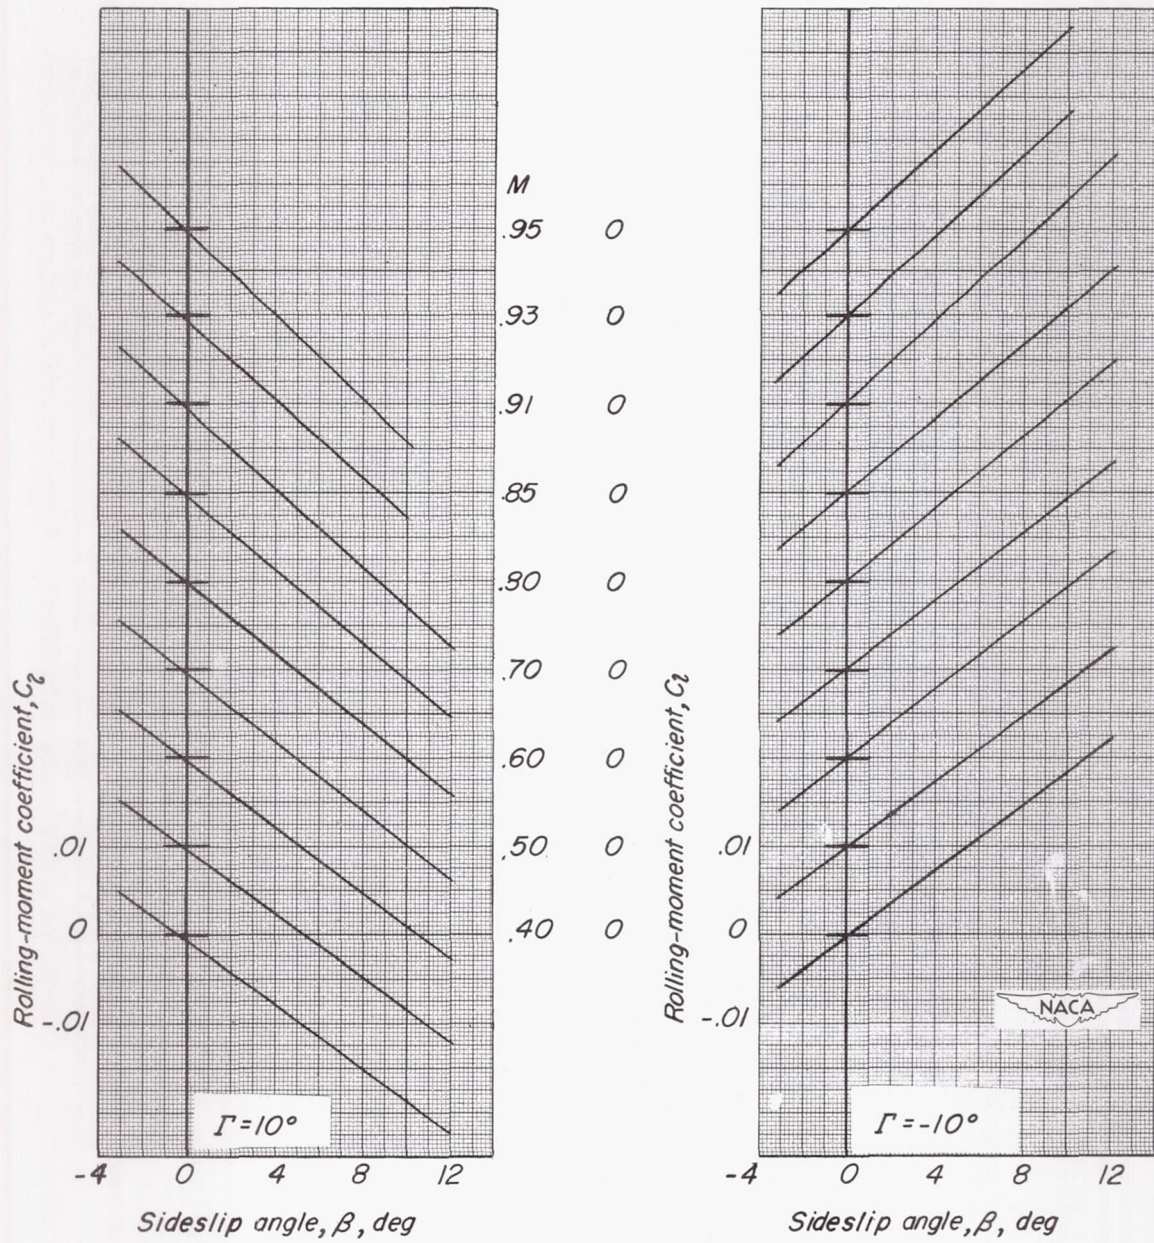 M
.95 0
.93 0
.91 0
.85 0
.80 0
.70 0
.60 0
.50 0
.40 0
Rolling-moment coefficient, Cl
.01
0
-.01
Γ=10°
-4 0 4 8 12
Sideslip angle, β, deg
Rolling-moment coefficient, Cl
.01
0
-.01
NACA
Γ=-10°
-4 0 4 8 12
Sideslip angle, β, deg